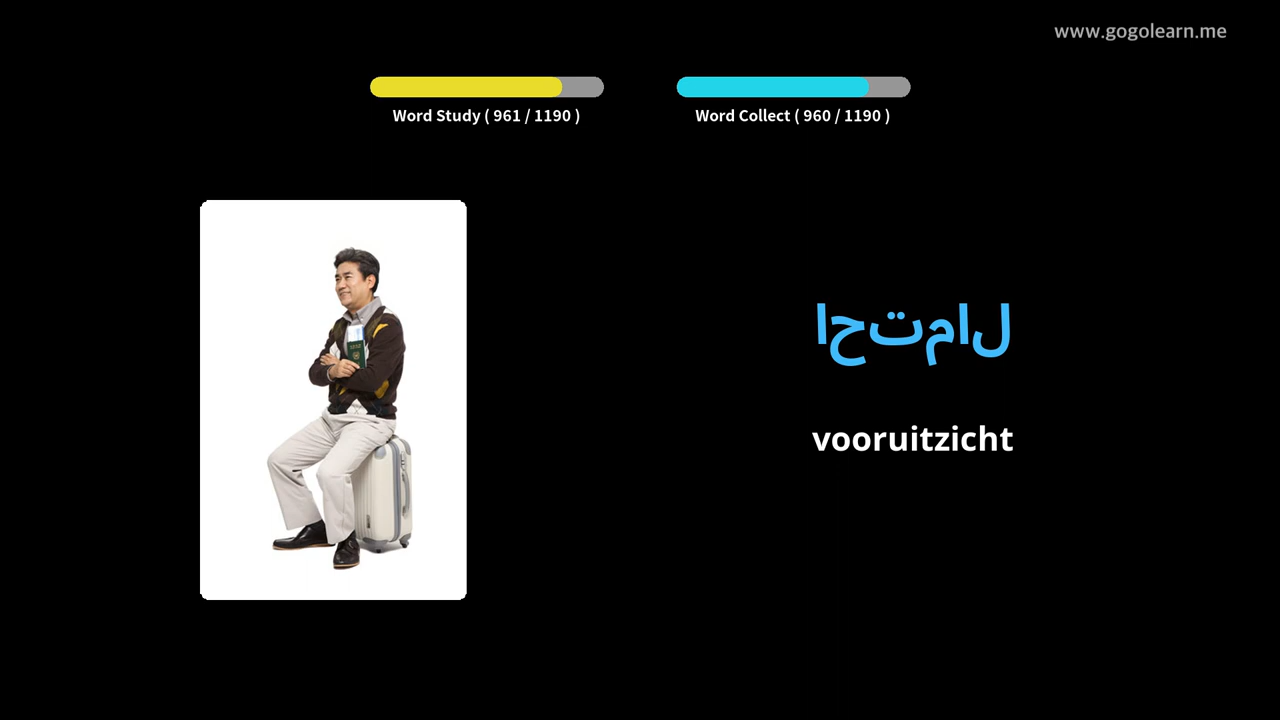 www.gogolearn.me
Word Study ( 961 / 1190 )
Word Collect ( 960 / 1190 )
احتمال
vooruitzicht